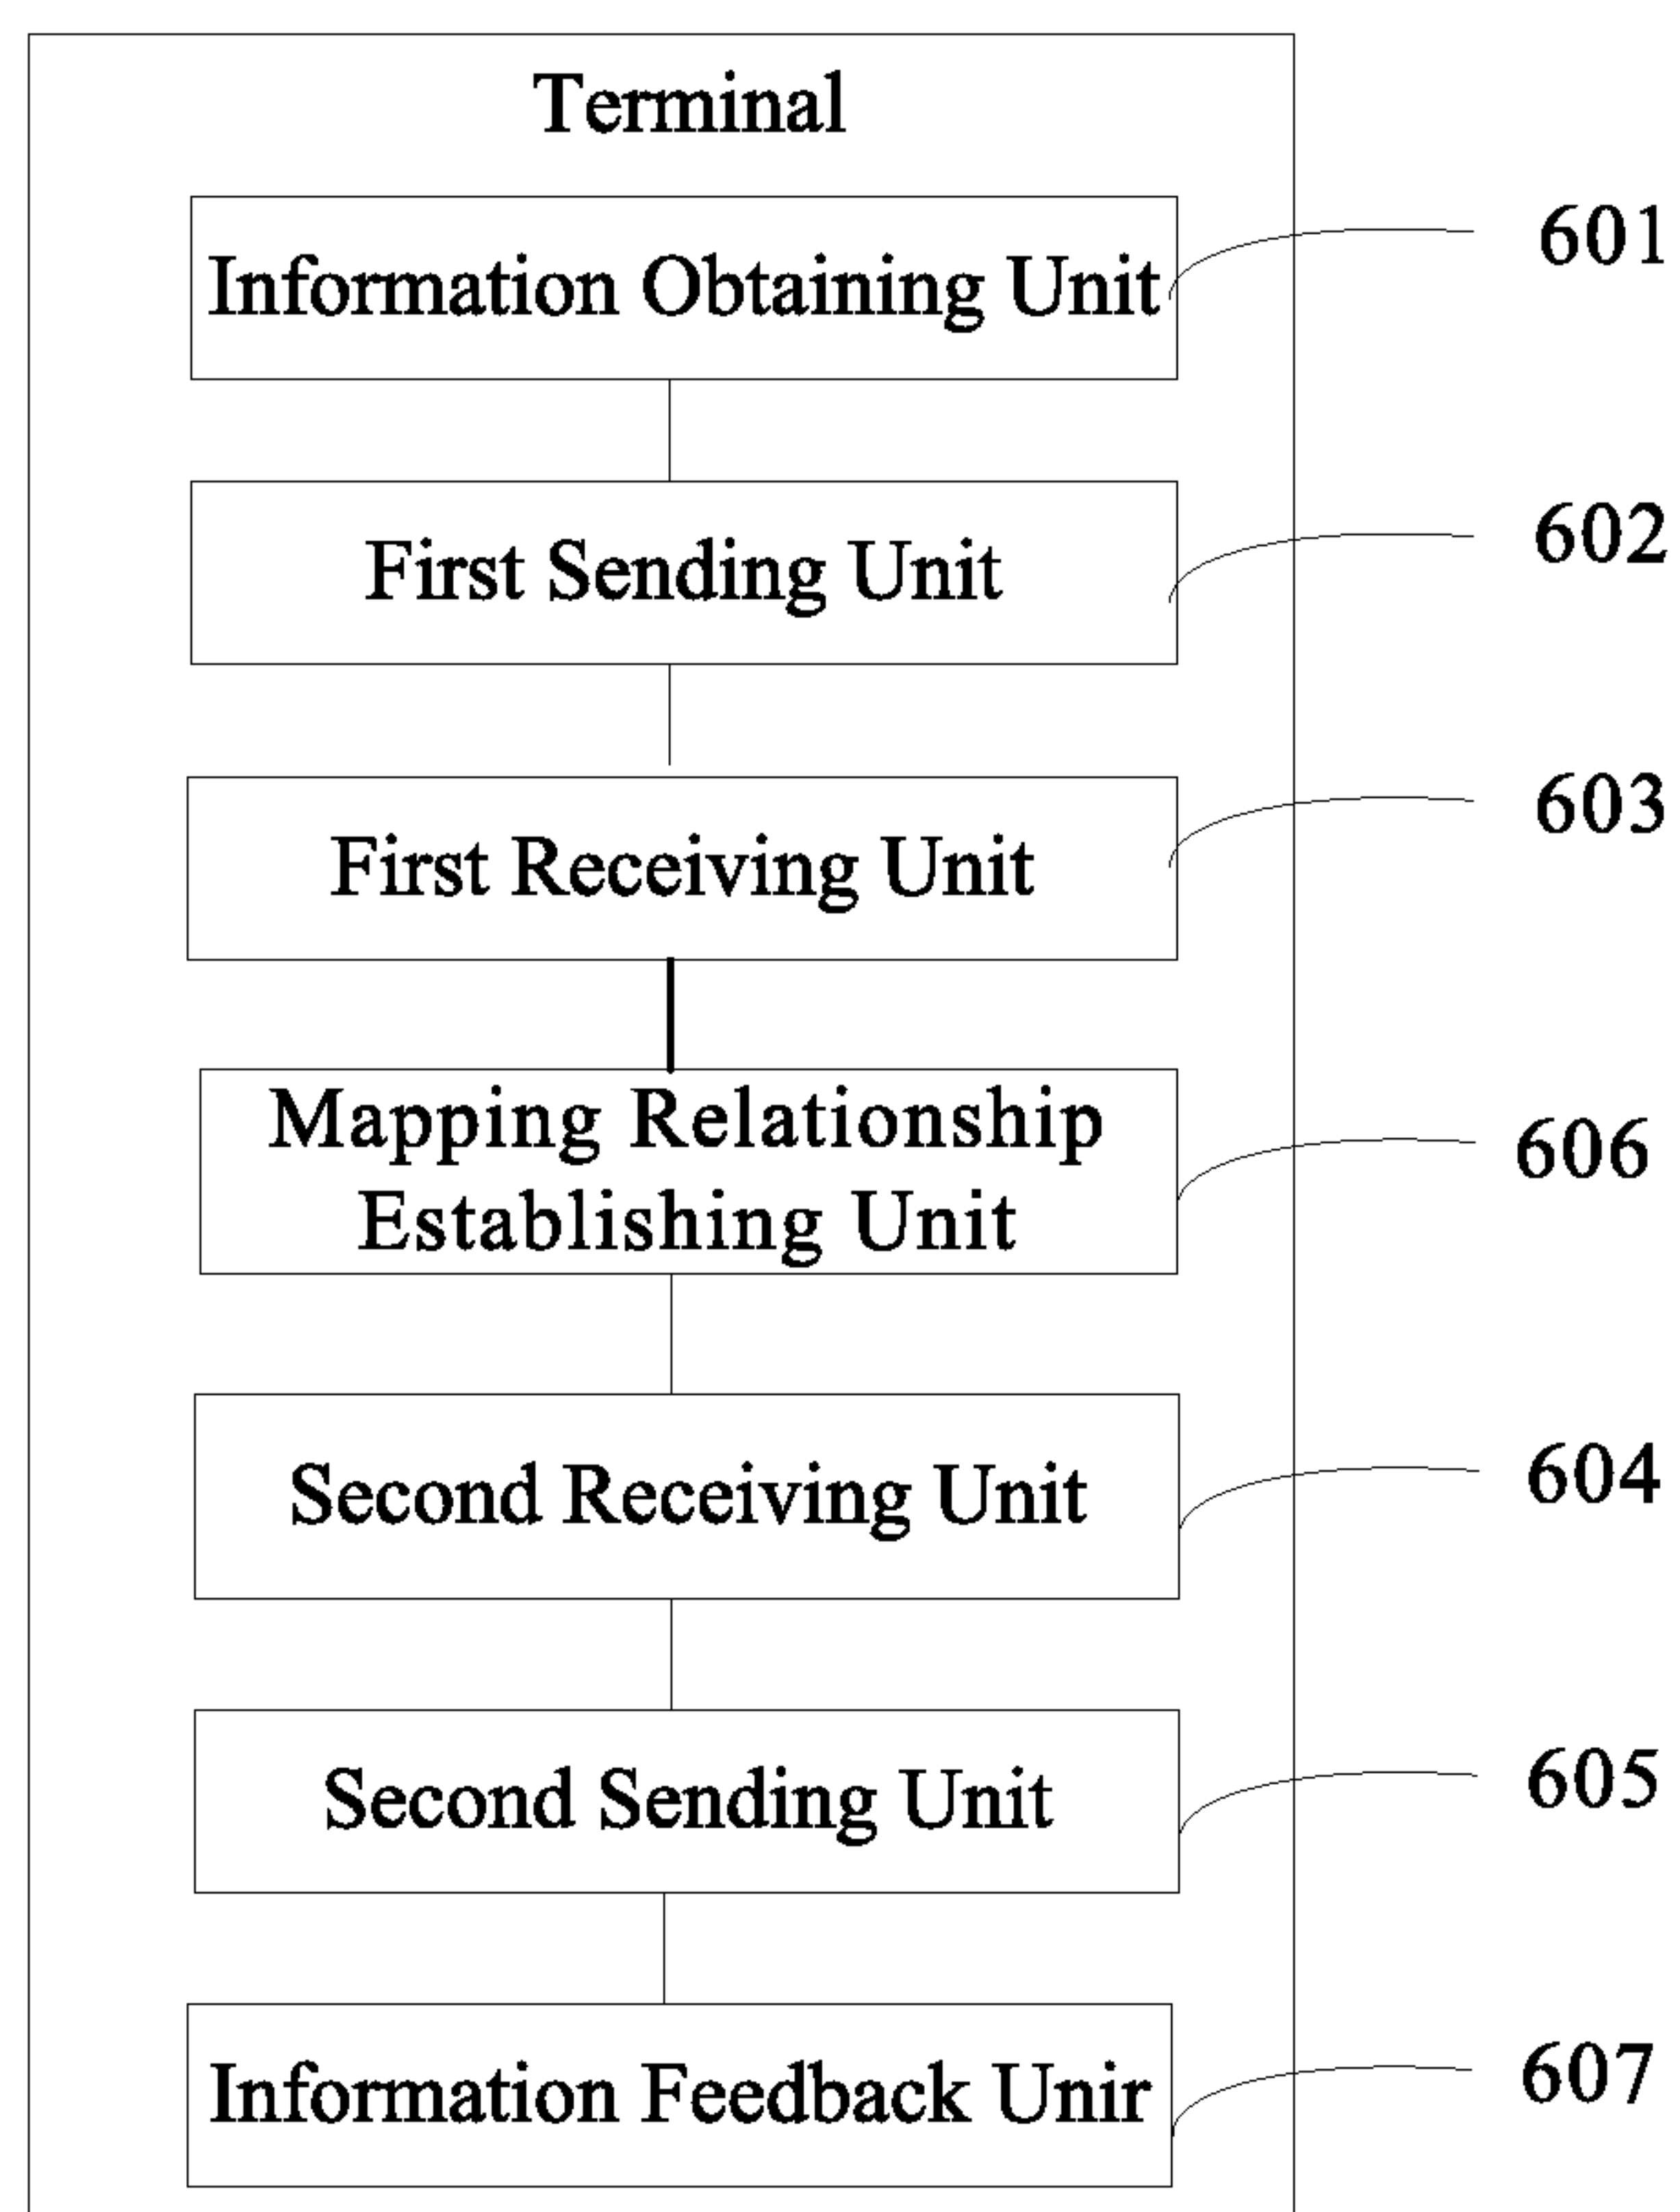 Terminal
Information Obtaining Unit
601
First Sending Unit
602
First Receiving Unit
603
Mapping Relationship
Establishing Unit
606
Second Receiving Unit
604
Second Sending Unit
605
Information Feedback Unir
607